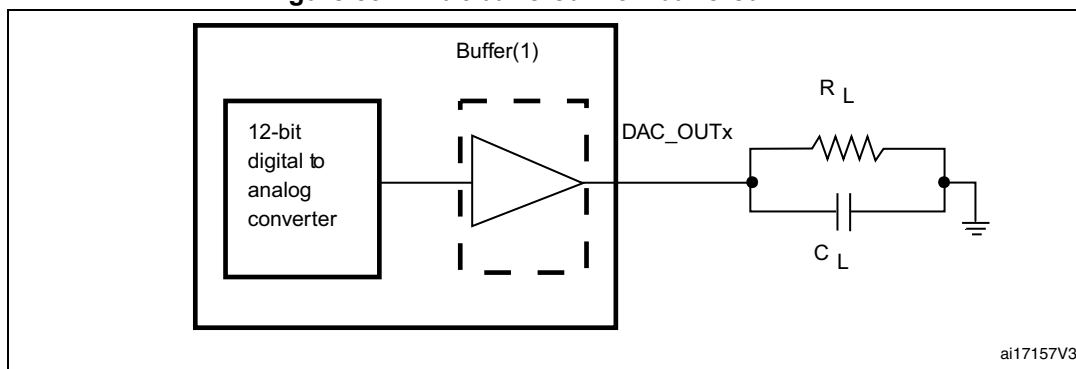 Buffer(1)
12-bit
digital to
analog
converter
DAC_OUTx
R L
C L
ai17157V3